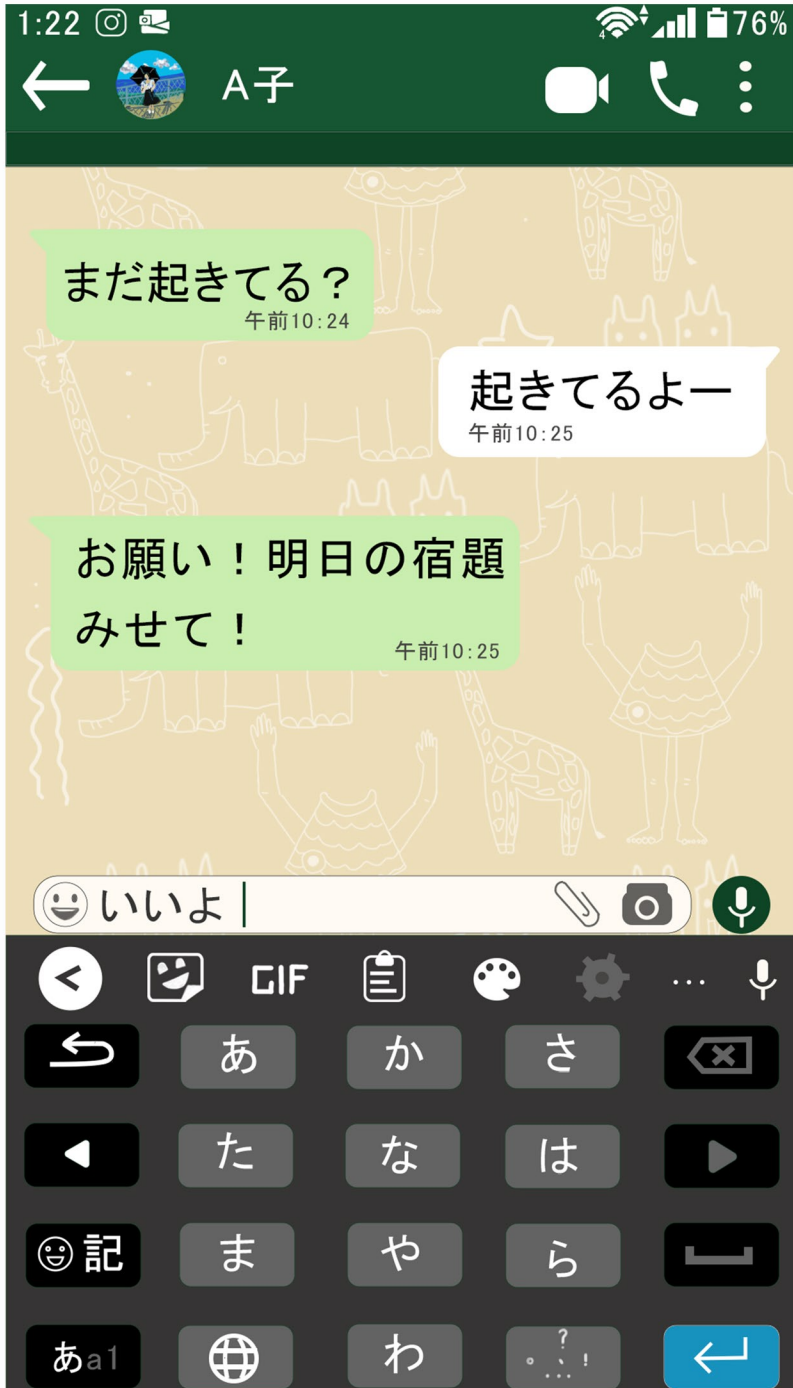 1:22 76%
4
A子
まだ起きてる？
午前10:24
起きてるよー
午前10:25
お願い！明日の宿題
みせて！
午前10:25
いいよ
GIF
...
あ か さ
た な は
記 ま や ら
あa1 わ 。?、!...